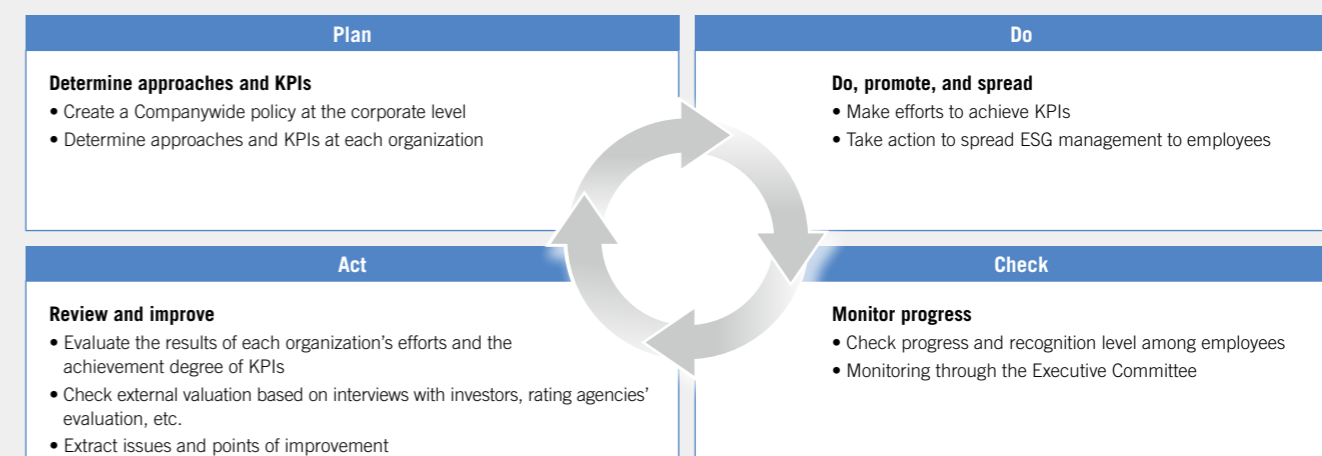 Plan
Determine approaches and KPIs
• Create a Companywide policy at the corporate level
• Determine approaches and KPIs at each organization
Do
Do, promote, and spread
• Make efforts to achieve KPIs
• Take action to spread ESG management to employees
Act
Review and improve
• Evaluate the results of each organization’s efforts and the
achievement degree of KPIs
• Check external valuation based on interviews with investors, rating agencies’
evaluation, etc.
• Extract issues and points of improvement
Check
Monitor progress
• Check progress and recognition level among employees
• Monitoring through the Executive Committee